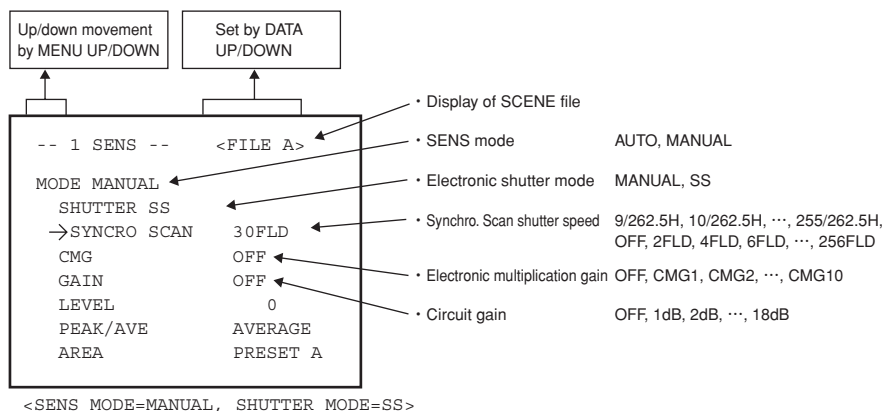 Up/down movement
by MENU UP/DOWN
Set by DATA
UP/DOWN
-- 1 SENS -- <FILE A>
MODE MANUAL
SHUTTER SS
→SYNCRO SCAN 30FLD
CMG OFF
GAIN OFF
LEVEL 0
PEAK/AVE AVERAGE
AREA PRESET A
・Display of SCENE file
・SENS mode AUTO, MANUAL
・Electronic shutter mode MANUAL, SS
・Synchro. Scan shutter speed 9/262.5H, 10/262.5H, …, 255/262.5H,
OFF, 2FLD, 4FLD, 6FLD, …, 256FLD
・Electronic multiplication gain OFF, CMG1, CMG2, …, CMG10
・Circuit gain OFF, 1dB, 2dB, …, 18dB
<SENS MODE=MANUAL, SHUTTER MODE=SS>